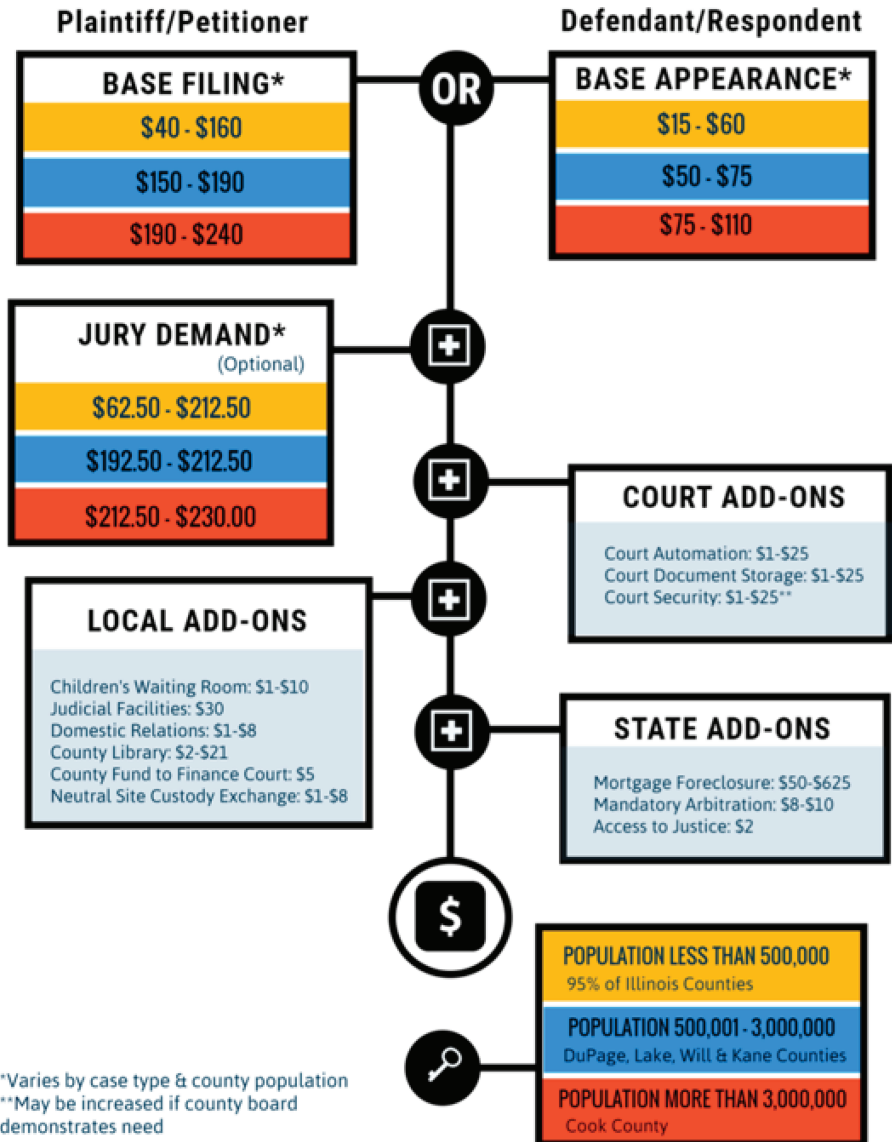 Plaintiff/Petitioner
Defendant/Respondent
BASE FILING*
$40 - $160
$150 - $190
$190 - $240
OR
BASE APPEARANCE*
$15 - $60
$50 - $75
$75 - $110
JURY DEMAND*
(Optional)
$62.50 - $212.50
$192.50 - $212.50
$212.50 - $230.00
COURT ADD-ONS
Court Automation: $1-$25
Court Document Storage: $1-$25
Court Security: $1-$25**
LOCAL ADD-ONS
Children's Waiting Room: $1-$10
Judicial Facilities: $30
Domestic Relations: $1-$8
County Library: $2-$21
County Fund to Finance Court: $5
Neutral Site Custody Exchange: $1-$8
STATE ADD-ONS
Mortgage Foreclosure: $50-$625
Mandatory Arbitration: $8-$10
Access to Justice: $2
$
POPULATION LESS THAN 500,000
95% of Illinois Counties
POPULATION 500,001 - 3,000,000
DuPage, Lake, Will & Kane Counties
POPULATION MORE THAN 3,000,000
Cook County
*Varies by case type & county population
**May be increased if county board
demonstrates need